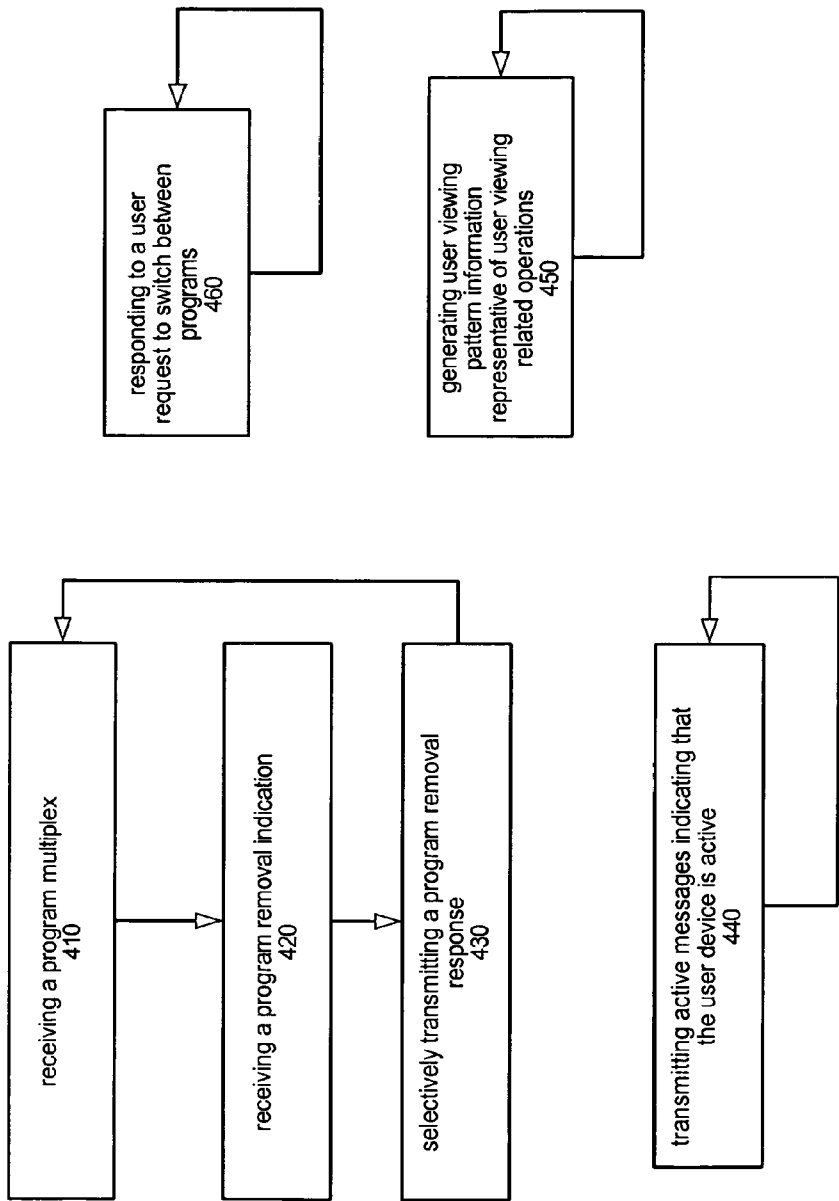 receiving a program multiplex
410
receiving a program removal indication
420
selectively transmitting a program removal
response
430
transmitting active messages indicating that
the user device is active
440
responding to a user
request to switch between
programs
460
generating user viewing
pattern information
representative of user viewing
related operations
450